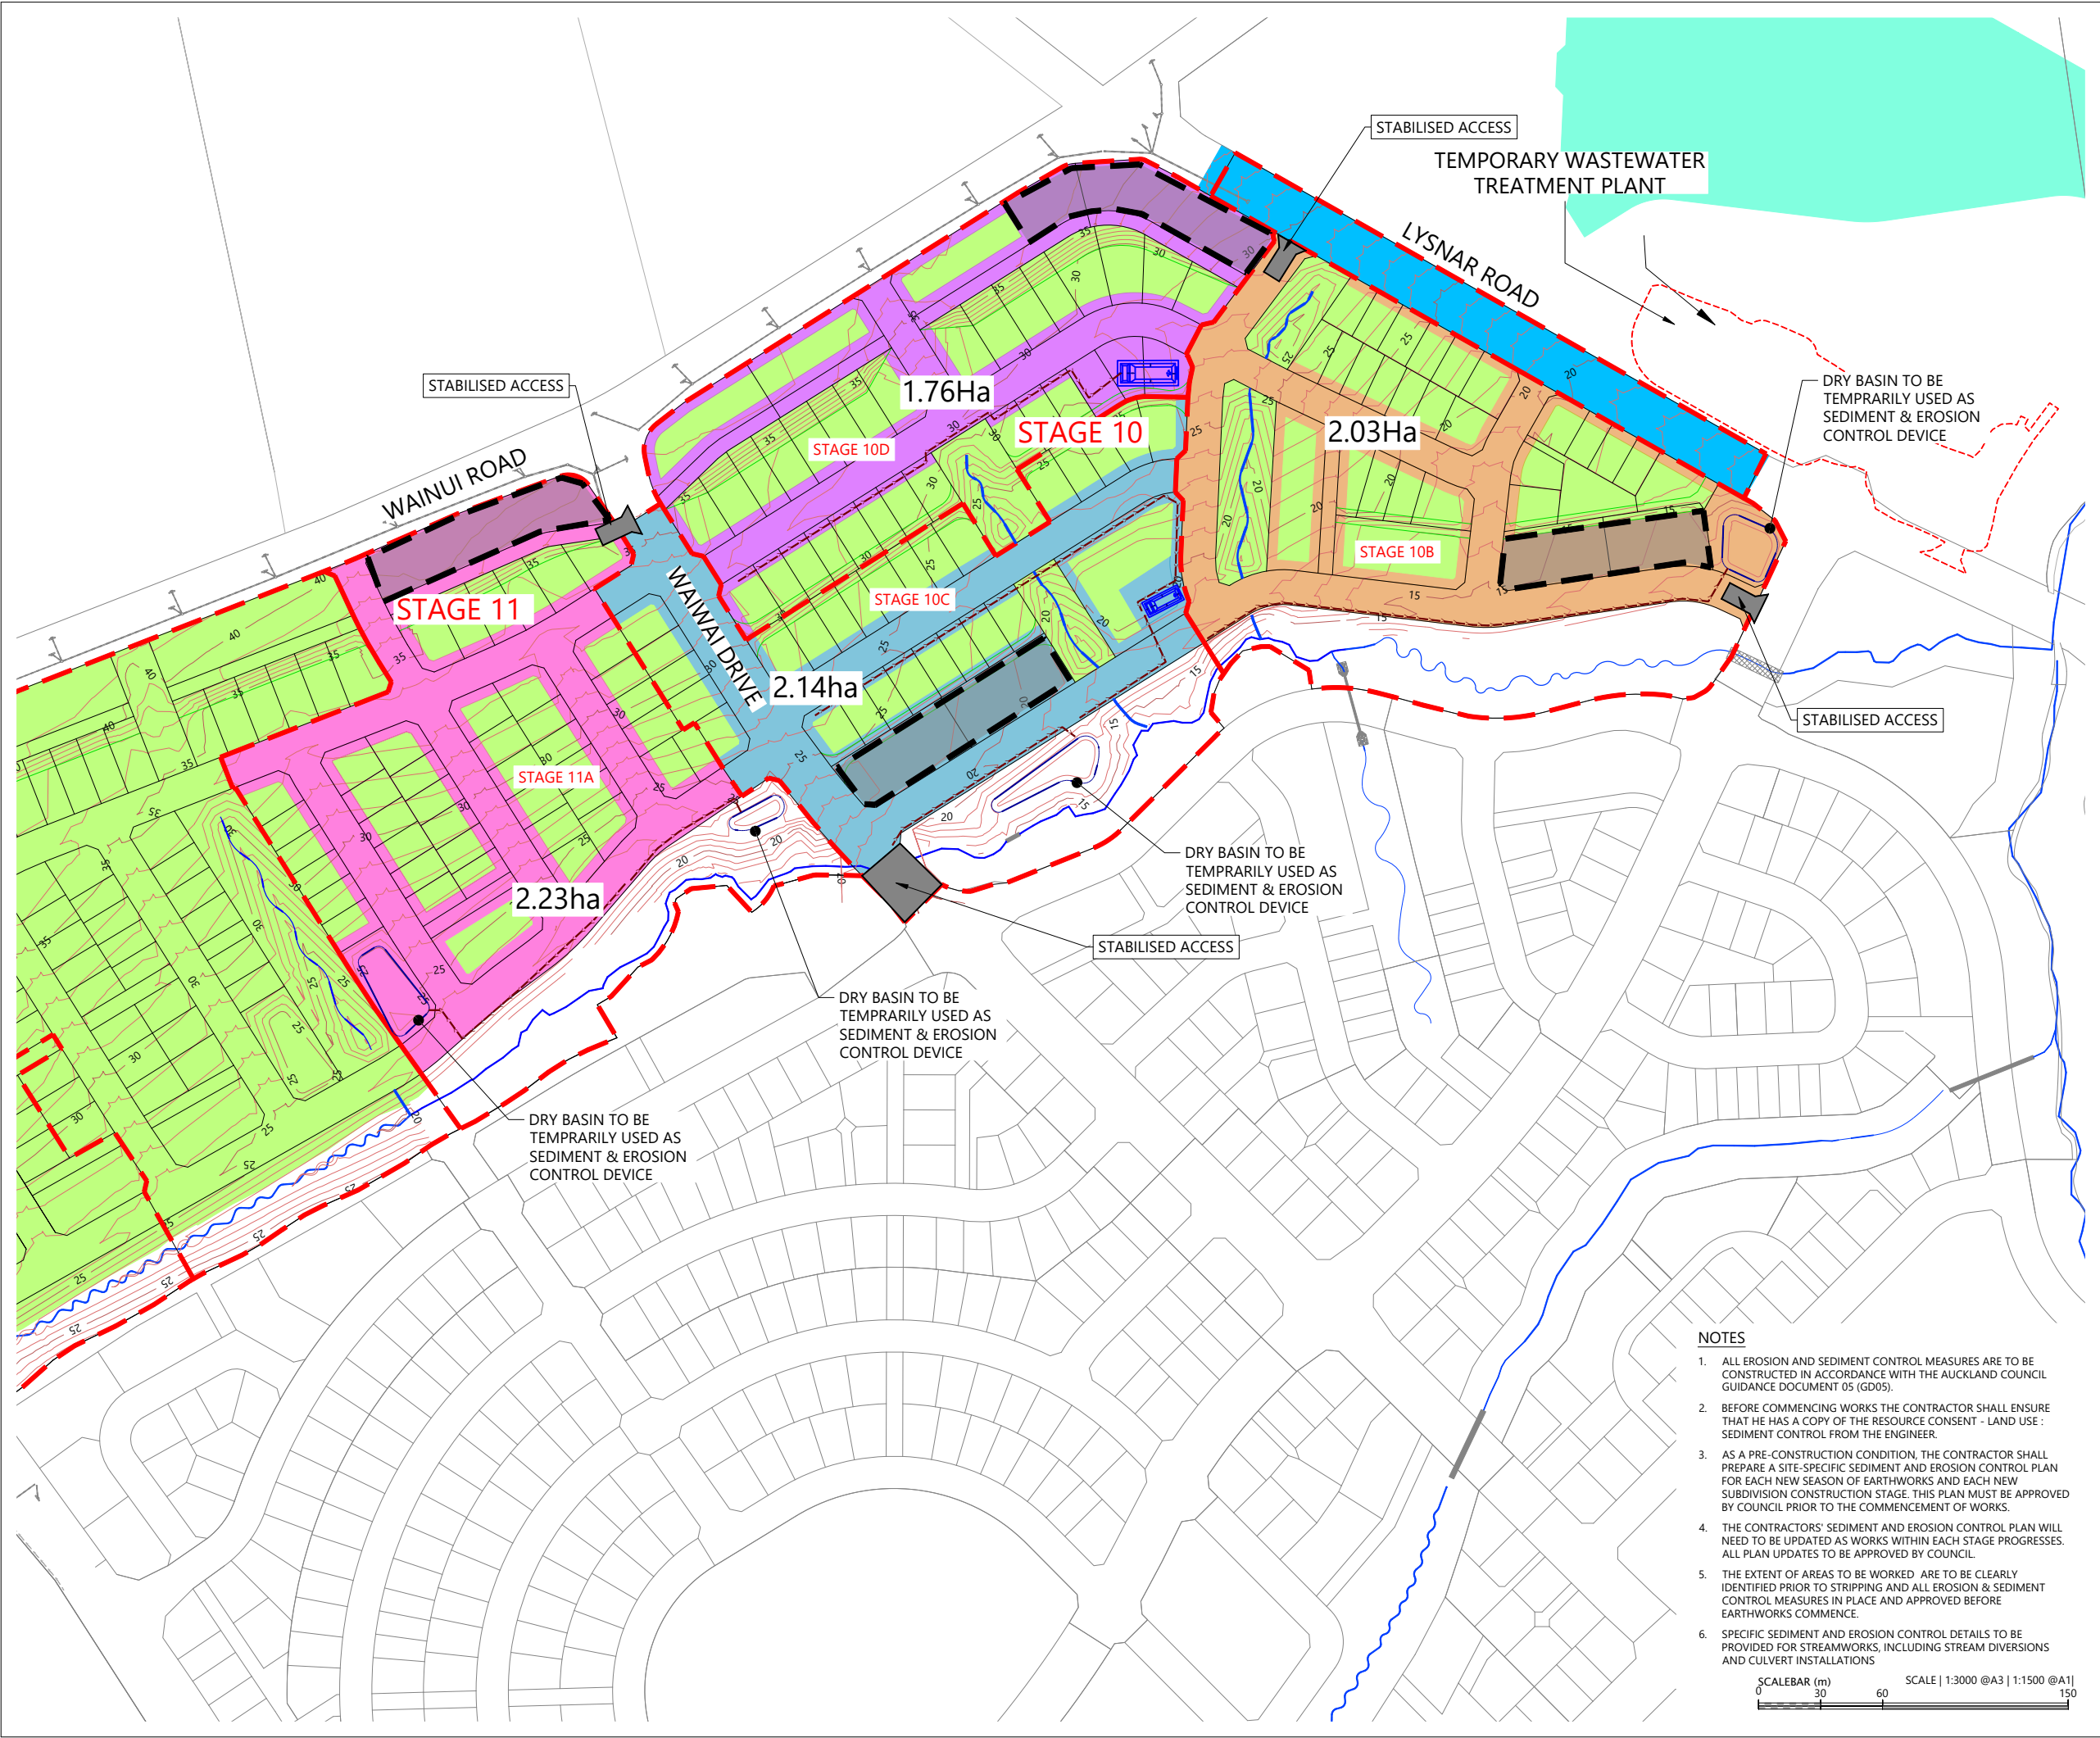 STABILISED ACCESS
TEMPORARY WASTEWATER
TREATMENT PLANT
LYSNAR ROAD
STABILISED ACCESS
1.76Ha
DRY BASIN TO BE
TEMPRARILY USED AS
SEDIMENT & EROSION
CONTROL DEVICE
STAGE 10
2.03Ha
STAGE 10D
WAINUI ROAD
STAGE 10B
STAGE 11
STAGE 10C
WAIWAI DRIVE
2.14ha
STABILISED ACCESS
STAGE 11A
2.23ha
DRY BASIN TO BE
TEMPRARILY USED AS
SEDIMENT & EROSION
CONTROL DEVICE
STABILISED ACCESS
DRY BASIN TO BE
TEMPRARILY USED AS
SEDIMENT & EROSION
CONTROL DEVICE
DRY BASIN TO BE
TEMPRARILY USED AS
SEDIMENT & EROSION
CONTROL DEVICE
NOTES
1. ALL EROSION AND SEDIMENT CONTROL MEASURES ARE TO BE
CONSTRUCTED IN ACCORDANCE WITH THE AUCKLAND COUNCIL
GUIDANCE DOCUMENT 05 (GD05).
2. BEFORE COMMENCING WORKS THE CONTRACTOR SHALL ENSURE
THAT HE HAS A COPY OF THE RESOURCE CONSENT - LAND USE :
SEDIMENT CONTROL FROM THE ENGINEER.
3. AS A PRE-CONSTRUCTION CONDITION, THE CONTRACTOR SHALL
PREPARE A SITE-SPECIFIC SEDIMENT AND EROSION CONTROL PLAN
FOR EACH NEW SEASON OF EARTHWORKS AND EACH NEW
SUBDIVISION CONSTRUCTION STAGE. THIS PLAN MUST BE APPROVED
BY COUNCIL PRIOR TO THE COMMENCEMENT OF WORKS.
4. THE CONTRACTORS' SEDIMENT AND EROSION CONTROL PLAN WILL
NEED TO BE UPDATED AS WORKS WITHIN EACH STAGE PROGRESSES.
ALL PLAN UPDATES TO BE APPROVED BY COUNCIL.
5. THE EXTENT OF AREAS TO BE WORKED ARE TO BE CLEARLY
IDENTIFIED PRIOR TO STRIPPING AND ALL EROSION & SEDIMENT
CONTROL MEASURES IN PLACE AND APPROVED BEFORE
EARTHWORKS COMMENCE.
6. SPECIFIC SEDIMENT AND EROSION CONTROL DETAILS TO BE
PROVIDED FOR STREAMWORKS, INCLUDING STREAM DIVERSIONS
AND CULVERT INSTALLATIONS
SCALEBAR (m) SCALE | 1:3000 @A3 | 1:1500 @A1|
0 30 60 150